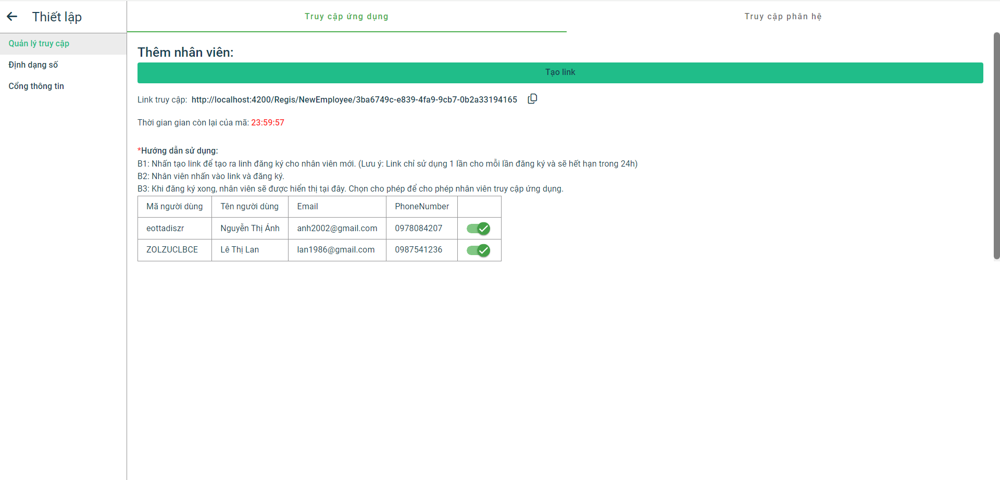 Thiết lập
Truy cập ứng dụng
Truy cập phân hệ
Quản lý truy cập
Định dạng số
Cổng thông tin
Thêm nhân viên:
Tạo link
Link truy cập: http://localhost:4200/Regis/NewEmployee/3ba6749c-e839-4fa9-9cb7-0b2a33194165
Thời gian gian còn lại của mã: 23:59:57
*Hướng dẫn sử dụng:
B1: Nhấn tạo link để tạo ra linh đăng ký cho nhân viên mới. (Lưu ý: Link chỉ sử dụng 1 lần cho mỗi lần đăng ký và sẽ hết hạn trong 24h)
B2: Nhân viên nhấn vào link và đăng ký.
B3: Khi đăng ký xong, nhân viên sẽ được hiển thị tại đây. Chọn cho phép để cho phép nhân viên truy cập ứng dụng.
Mã người dùng Tên người dùng Email PhoneNumber
eottadiszr Nguyễn Thị Ánh anh2002@gmail.com 0978084207
ZOLZUCLBCE Lê Thị Lan lan1986@gmail.com 0987541236